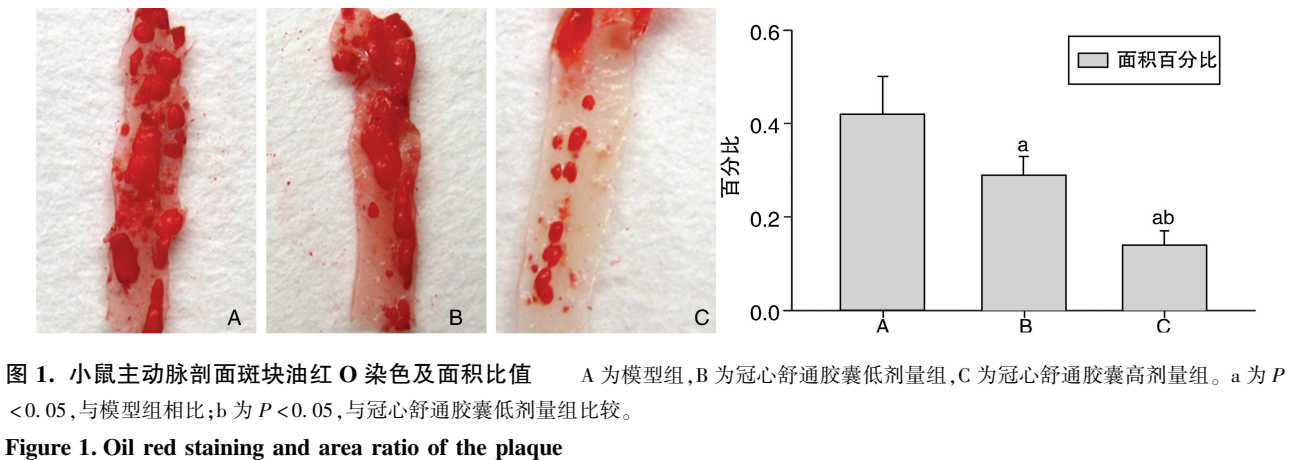 A
B
C
0.6
0.4
0.2
0.0
百分比
面积百分比
a
ab
A
B
C
图 1. 小鼠主动脉剖面斑块油红 O 染色及面积比值 A 为模型组,B 为冠心舒通胶囊低剂量组,C 为冠心舒通胶囊高剂量组。a 为 P
<0.05,与模型组相比;b 为 P<0.05,与冠心舒通胶囊低剂量组比较。
Figure 1. Oil red staining and area ratio of the plaque